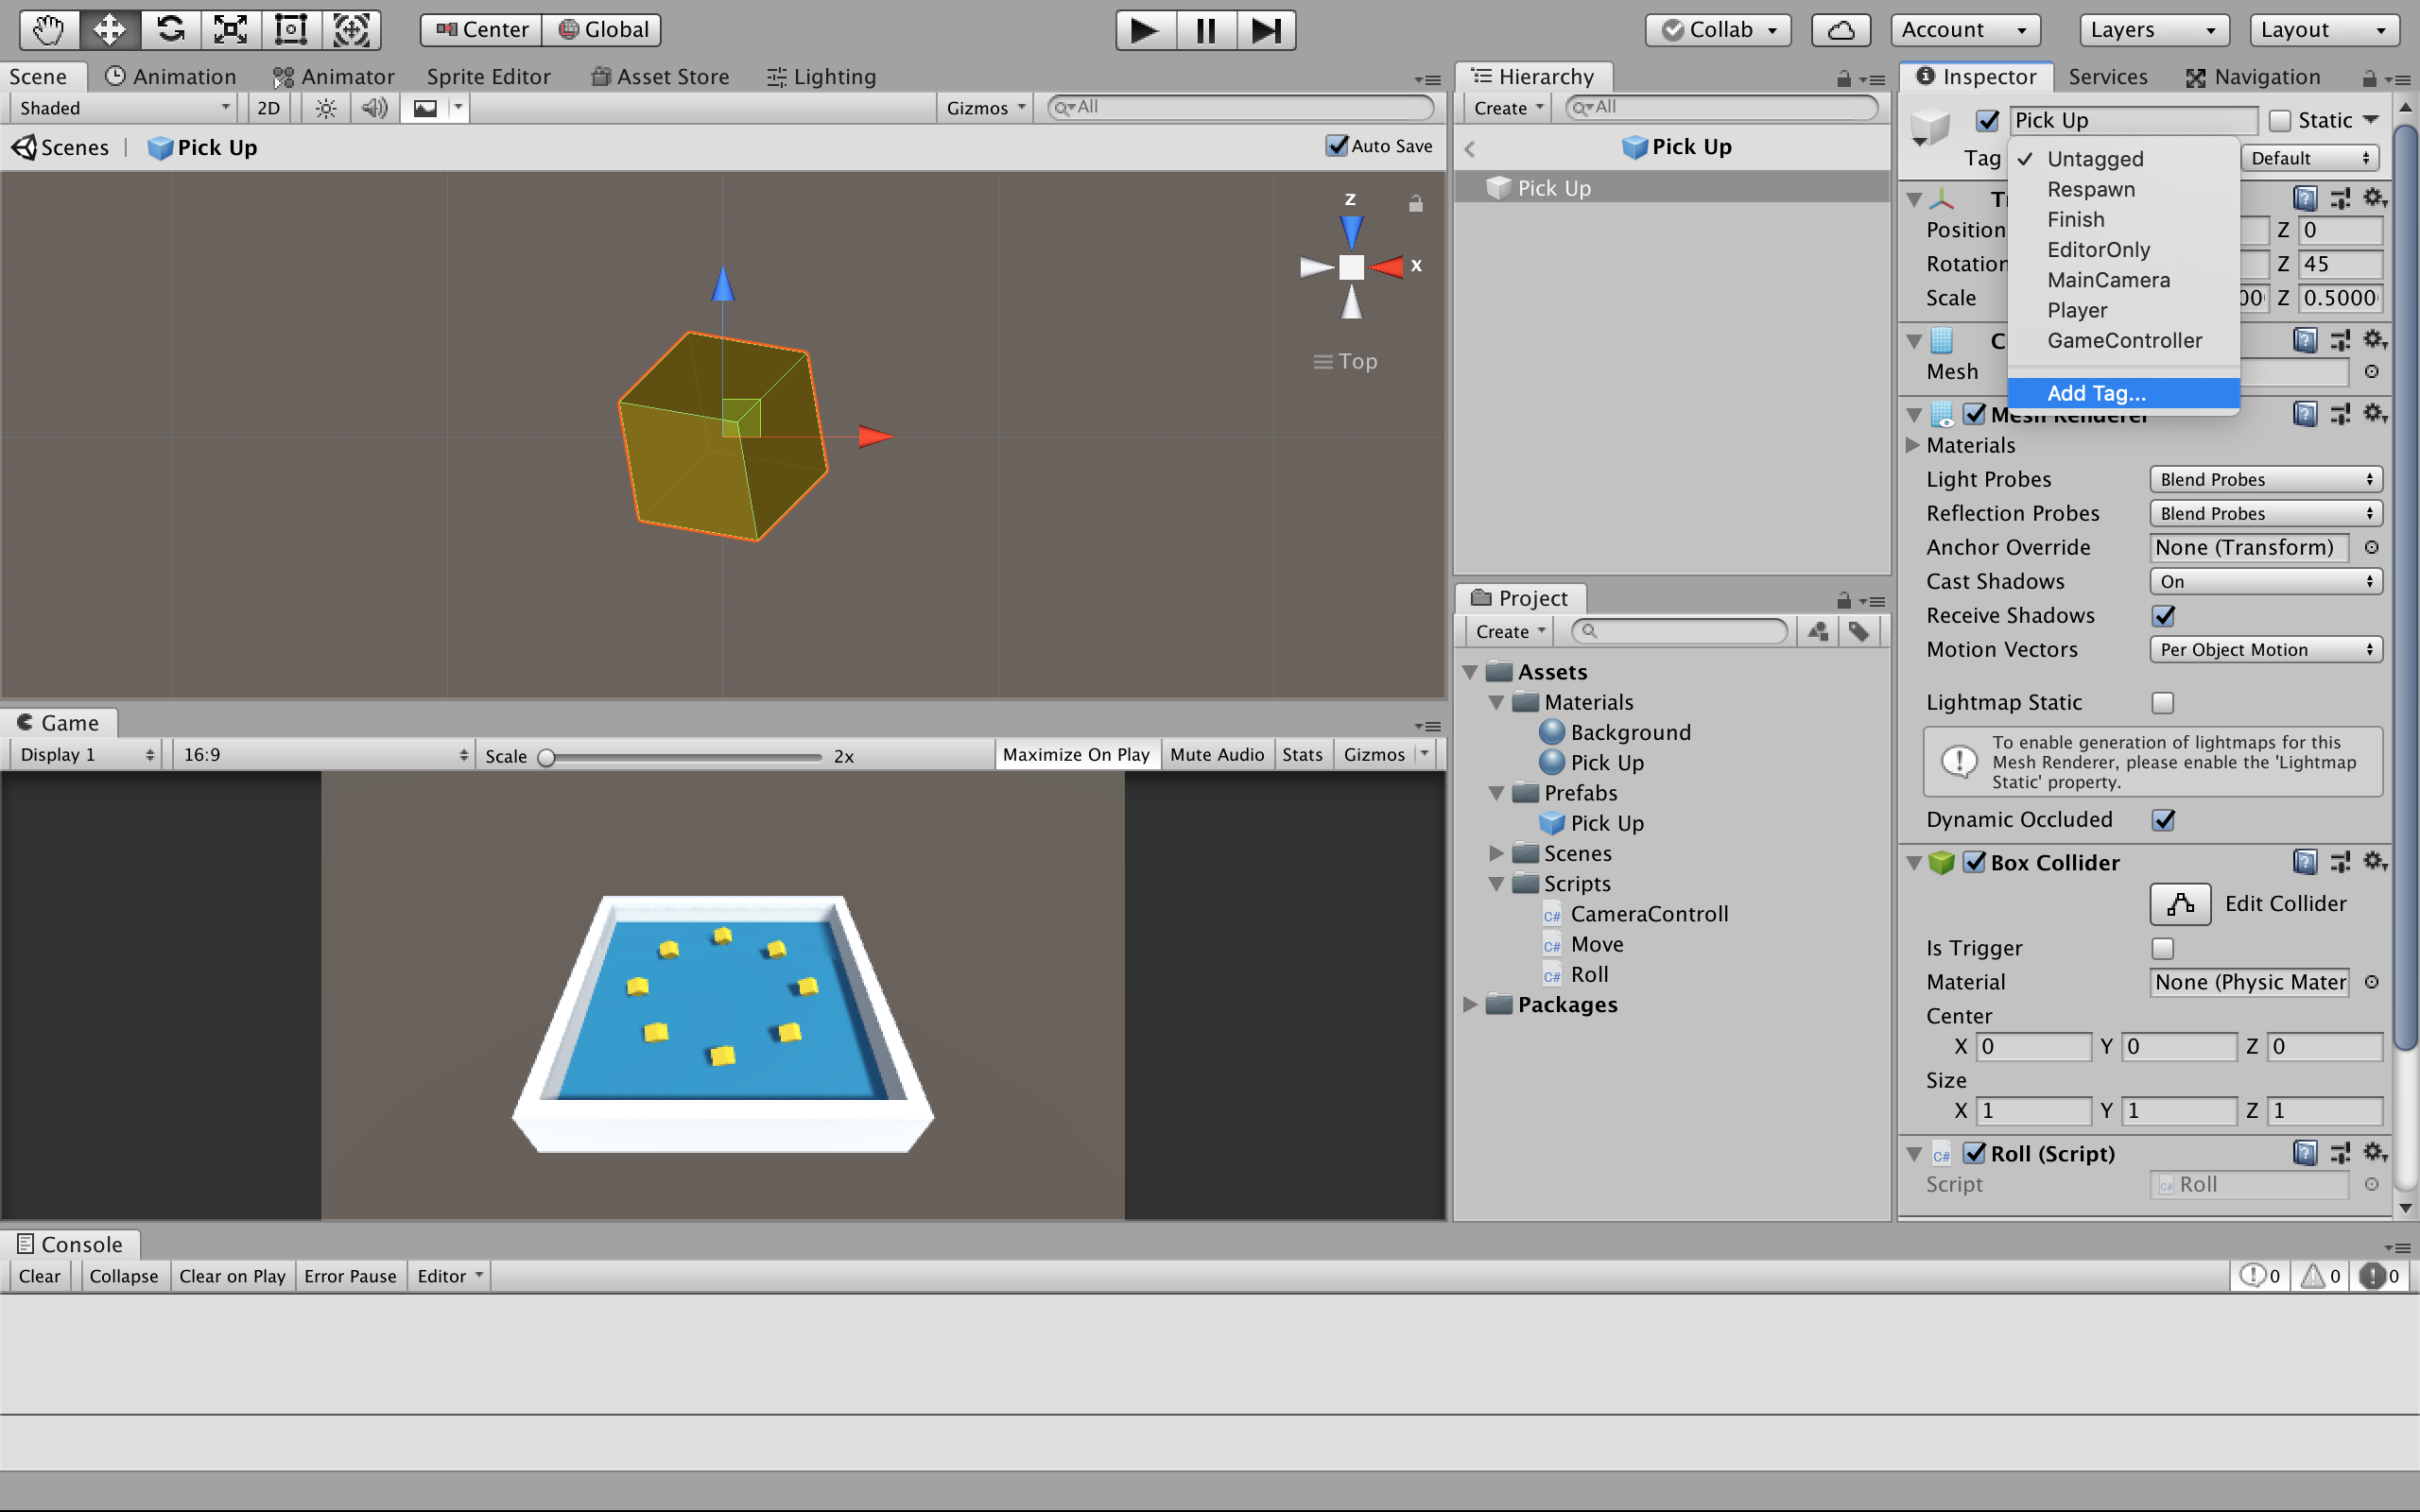 Center Global Collab Account Layers Layout
Scene Animation Animator Sprite Editor Asset Store Lighting
Shaded 2D Gizmos All
Scenes Pick Up Auto Save
Z
X
Top
Game
Display 1 16:9 Scale 2x Maximize On Play Mute Audio Stats Gizmos
Hierarchy
Create All
Pick Up
Pick Up
Project
Create
Assets
Materials
Background
Pick Up
Prefabs
Pick Up
Scenes
Scripts
C# CameraControll
C# Move
C# Roll
Packages
Inspector Services Navigation
Pick Up Static
Tag Default
Untagged
Respawn
Finish
EditorOnly
MainCamera
Player
GameController
Add Tag...
Position Z 0
Rotation Z 45
Scale Z 0.5000
Mesh
Mesh Renderer
Materials
Light Probes Blend Probes
Reflection Probes Blend Probes
Anchor Override None (Transform)
Cast Shadows On
Receive Shadows
Motion Vectors Per Object Motion
Lightmap Static
To enable generation of lightmaps for this
Mesh Renderer, please enable the 'Lightmap
Static' property.
Dynamic Occluded
Box Collider
Edit Collider
Is Trigger
Material None (Physic Mater
Center
X 0 Y 0 Z 0
Size
X 1 Y 1 Z 1
C# Roll (Script)
Script C# Roll
Console
Clear Collapse Clear on Play Error Pause Editor 0 0 0